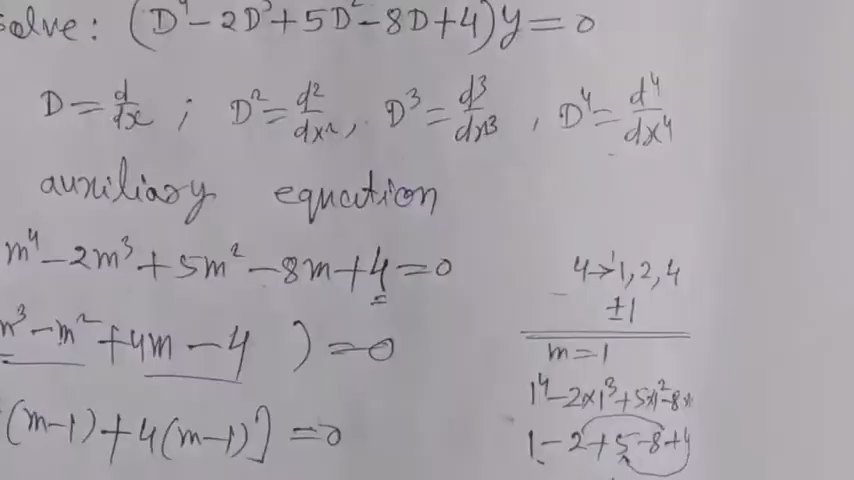 solve: (D⁴-2D³+5D²-8D+4)y=0
D=d/dx ; D²=d²/dx², D³=d³/dx³, D⁴=d⁴/dx⁴
auxiliary equation
m⁴-2m³+5m²-8m+4=0
m³-m²+4m-4 )=0
(m-1)+4(m-1)]=0
4→1,2,4
±1
m=1
1⁴-2×1³+5×1²-8×
1-2+5-8+4